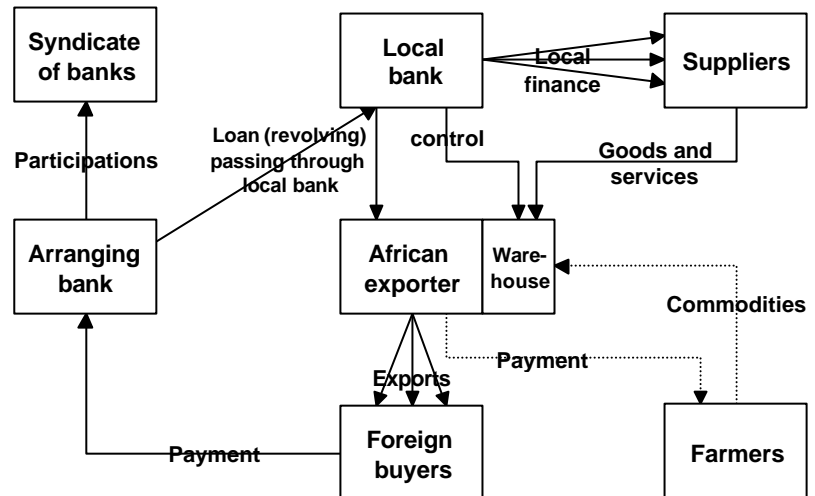 Syndicate
of banks
Local
bank
Local
finance
Suppliers
Participations
Loan (revolving)
passing through
local bank
control
Goods and
services
Arranging
bank
African
exporter
Ware-
house
Commodities
Exports
Payment
Payment
Foreign
buyers
Farmers